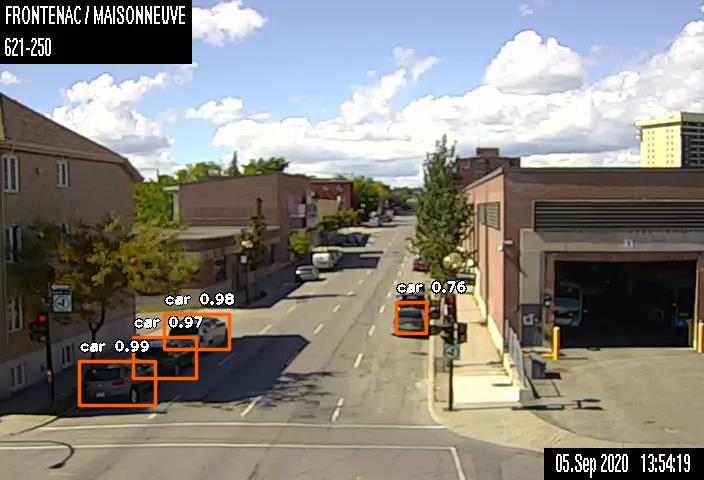 FRONTENAC / MAISONNEUVE
621-250
car 0.76
car 0.98
car 0.97
car 0.99
05.Sep 2020 13:54:19